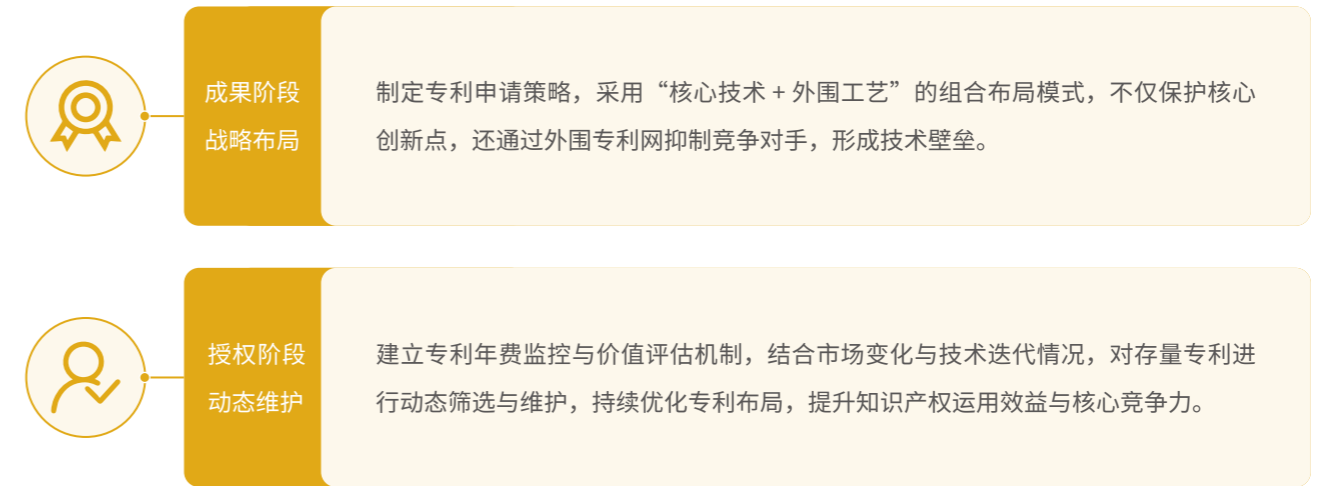 成果阶段
战略布局
制定专利申请策略，采用“核心技术 + 外围工艺”的组合布局模式，不仅保护核心
创新点，还通过外围专利网抑制竞争对手，形成技术壁垒。
授权阶段
动态维护
建立专利年费监控与价值评估机制，结合市场变化与技术迭代情况，对存量专利进
行动态筛选与维护，持续优化专利布局，提升知识产权运用效益与核心竞争力。